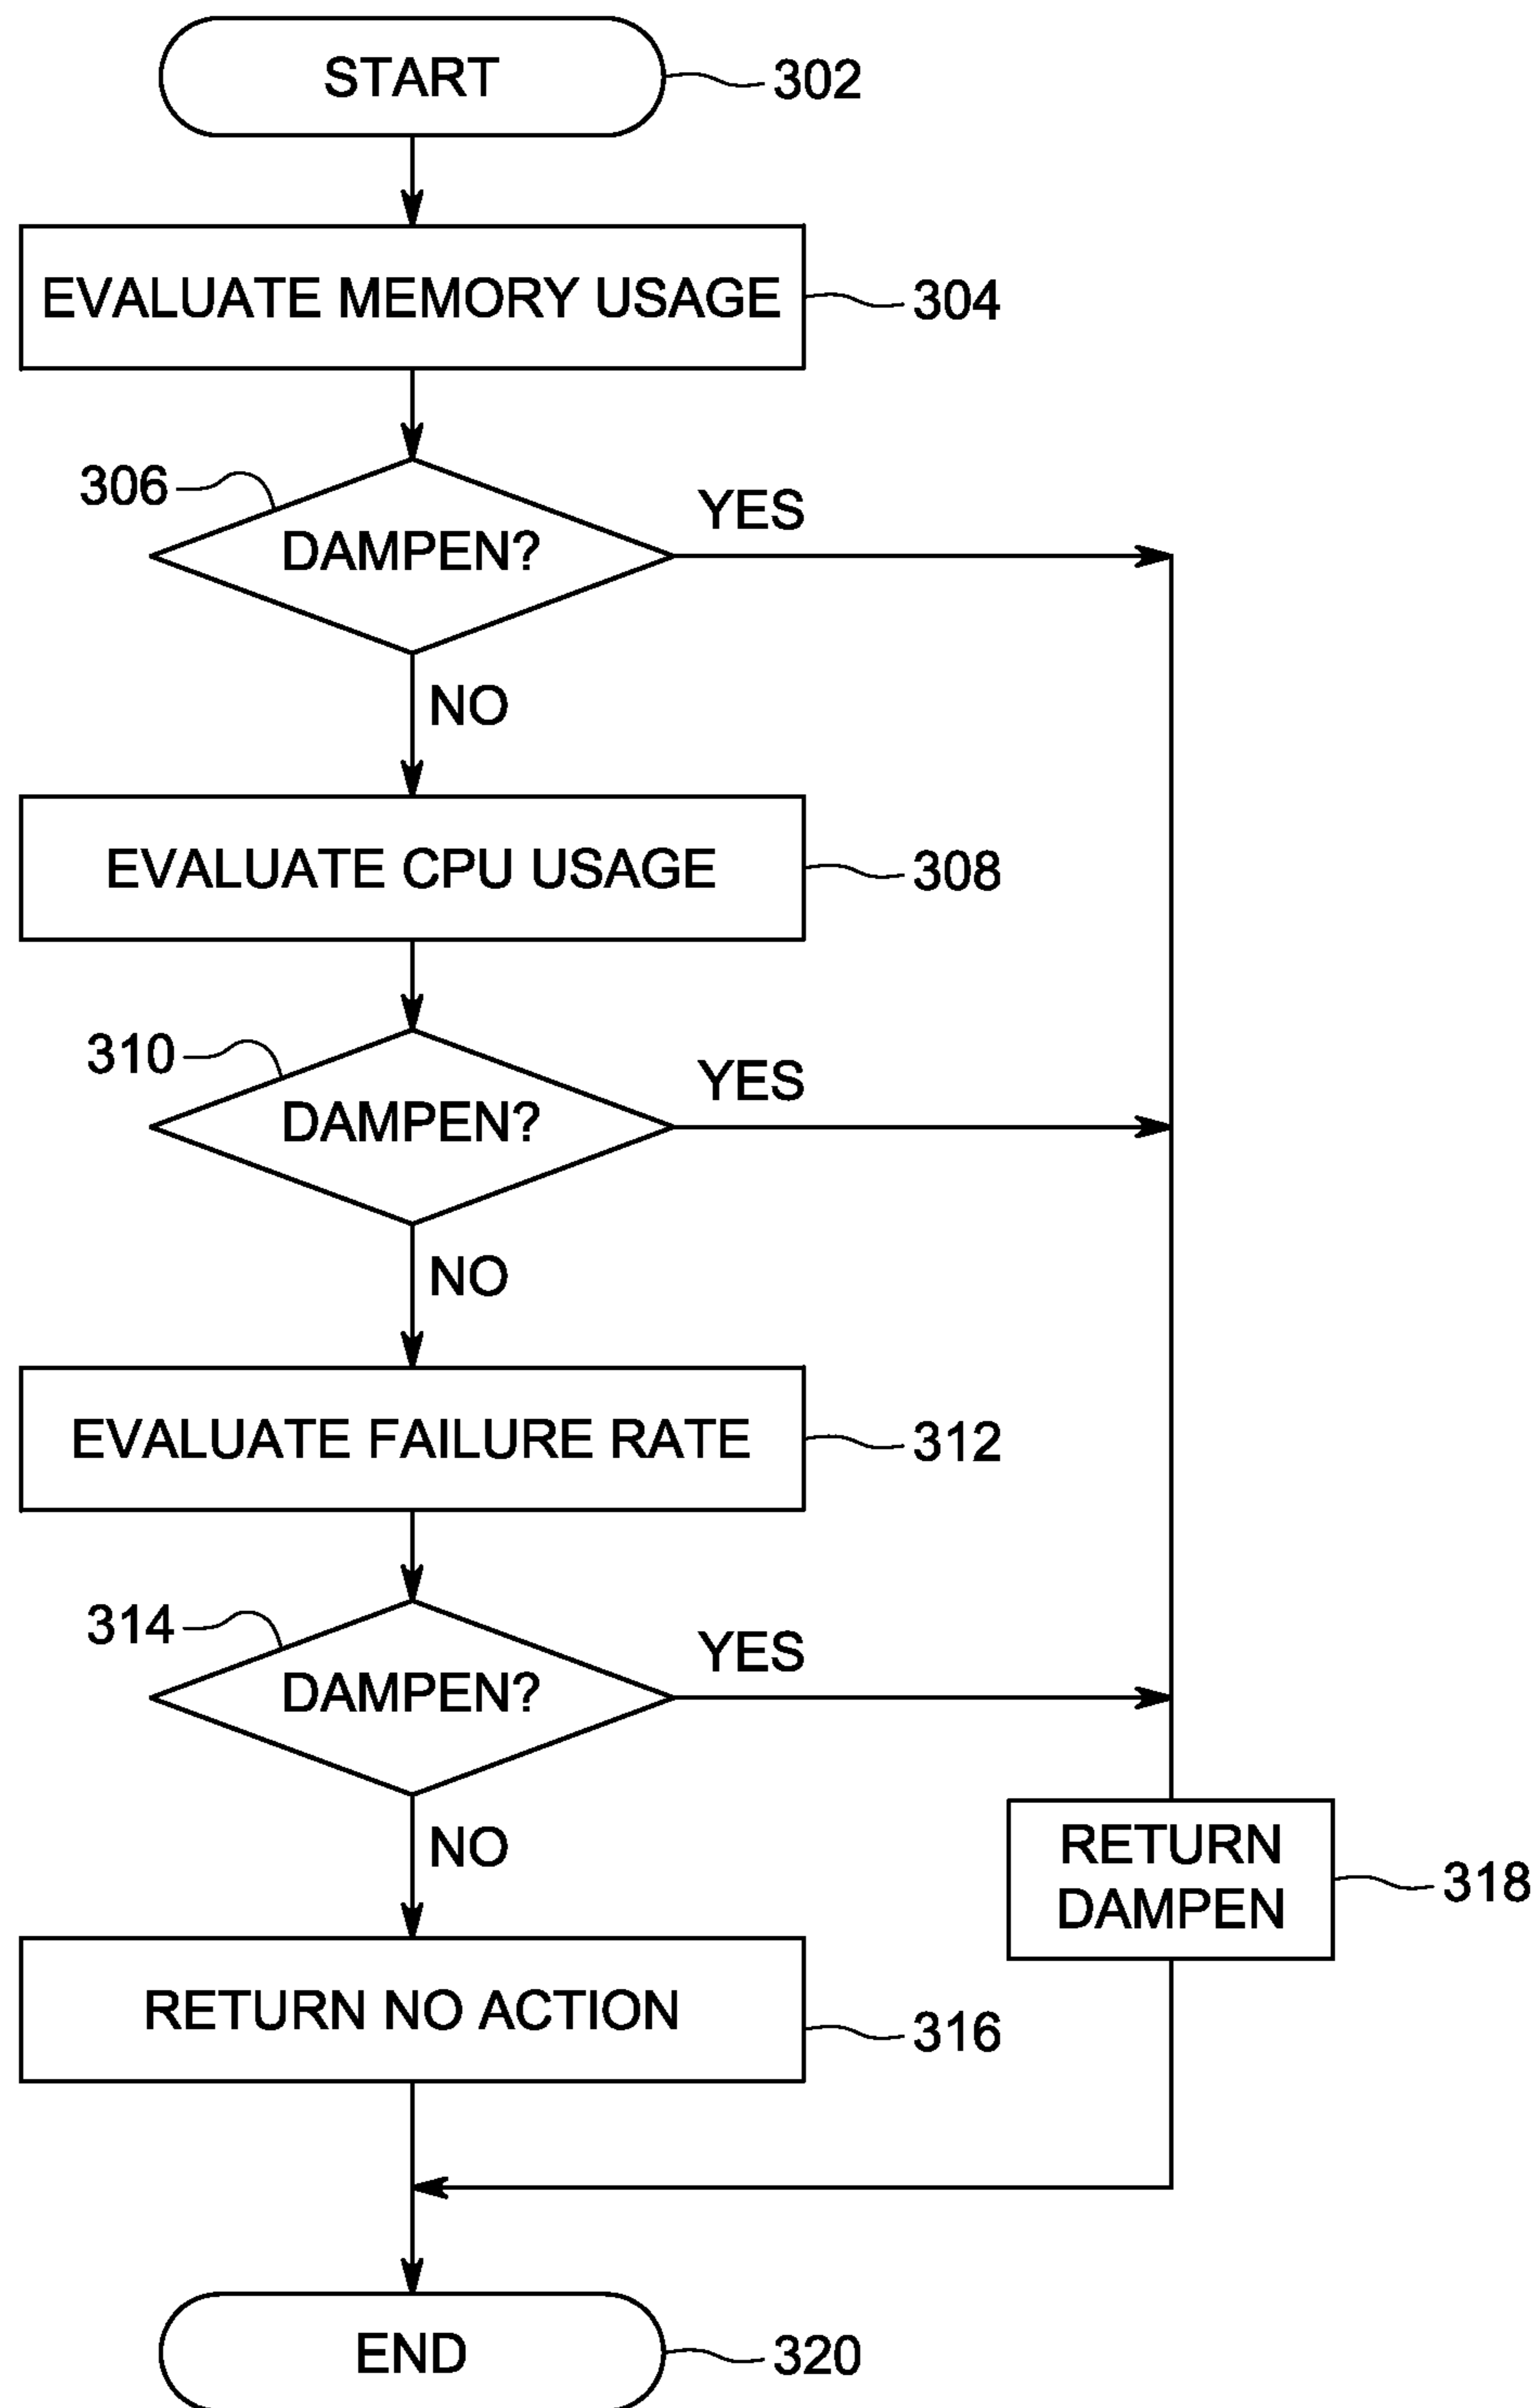 START
302
EVALUATE MEMORY USAGE
304
306
DAMPEN?
YES
NO
EVALUATE CPU USAGE
308
310
DAMPEN?
YES
NO
EVALUATE FAILURE RATE
312
314
DAMPEN?
YES
NO
RETURN
DAMPEN
318
RETURN NO ACTION
316
END
320